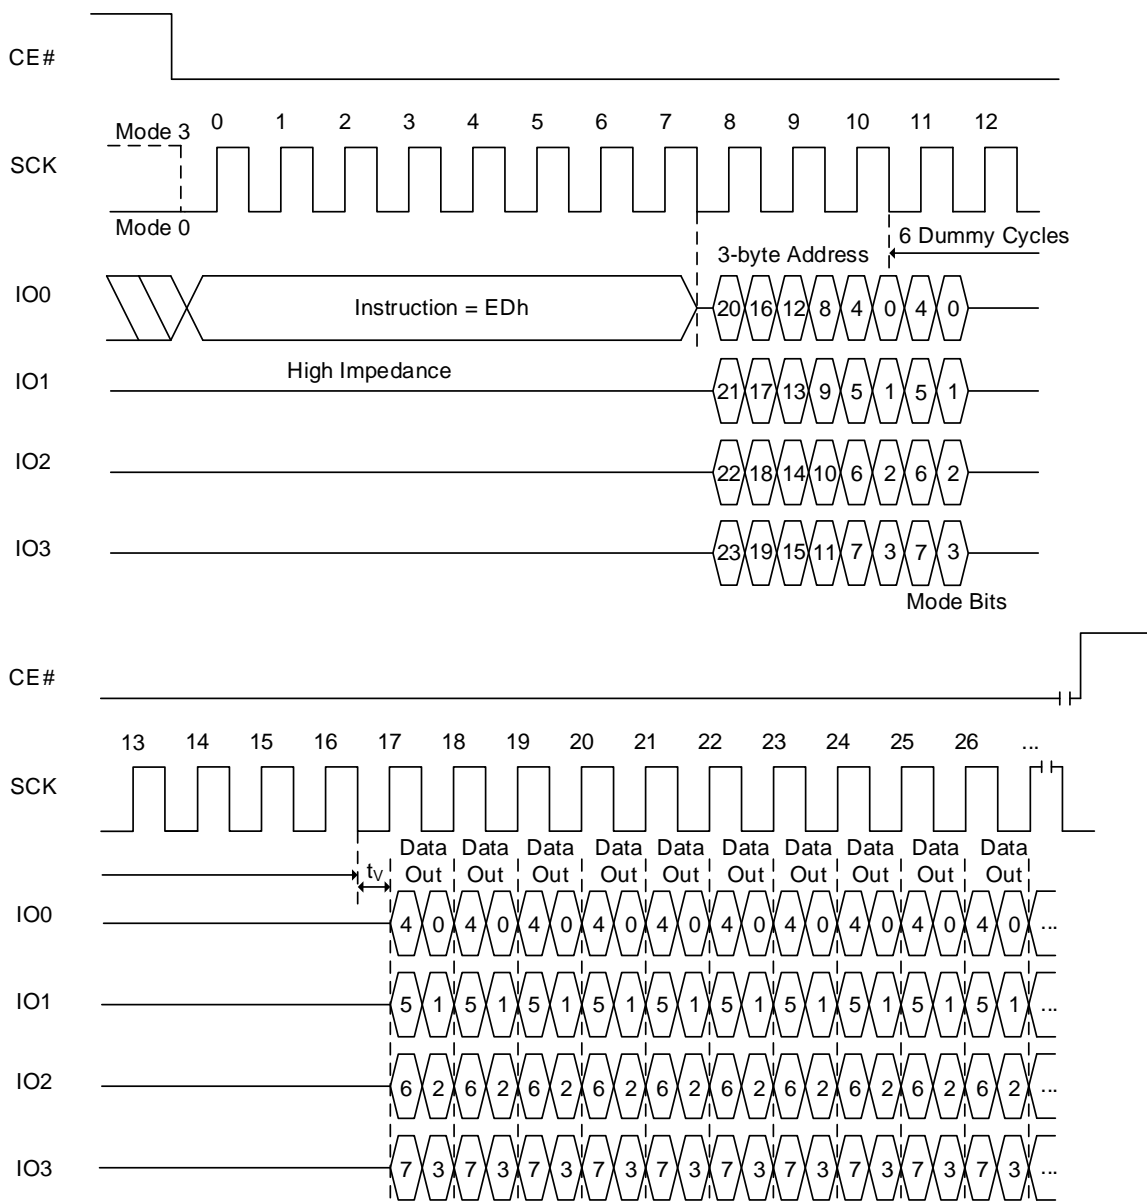 CE#
Mode 3 0 1 2 3 4 5 6 7 8 9 10 11 12
SCK
Mode 0
6 Dummy Cycles
3-byte Address
IO0 Instruction = EDh 20 16 12 8 4 0 4 0
High Impedance
IO1 21 17 13 9 5 1 5 1
IO2 22 18 14 10 6 2 6 2
IO3 23 19 15 11 7 3 7 3
Mode Bits
CE#
13 14 15 16 17 18 19 20 21 22 23 24 25 26 ...
SCK
Data Data Data Data Data Data Data Data Data Data
tV Out Out Out Out Out Out Out Out Out Out
IO0 4 0 4 0 4 0 4 0 4 0 4 0 4 0 4 0 4 0 4 0 ...
IO1 5 1 5 1 5 1 5 1 5 1 5 1 5 1 5 1 5 1 5 1 ...
IO2 6 2 6 2 6 2 6 2 6 2 6 2 6 2 6 2 6 2 6 2 ...
IO3 7 3 7 3 7 3 7 3 7 3 7 3 7 3 7 3 7 3 7 3 ...